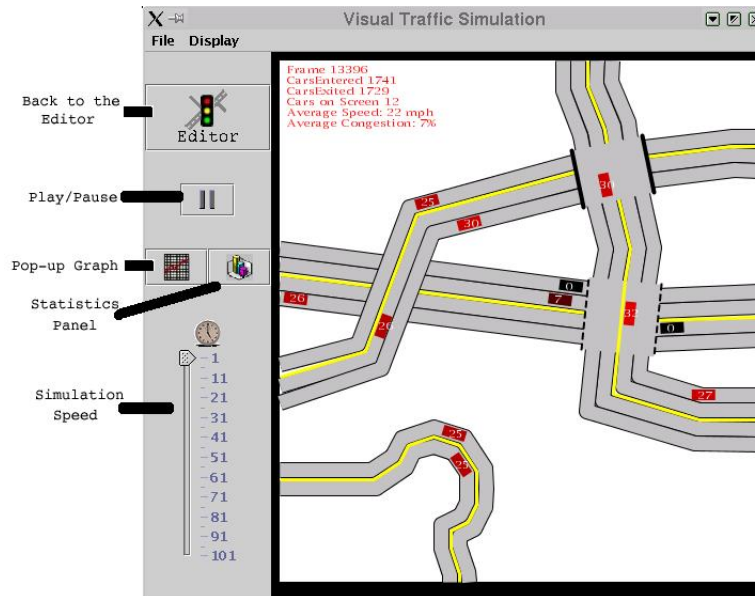 Visual Traffic Simulation
File Display
Frame 13396
CarsEntered 1741
CarsExited 1729
Cars on Screen 12
Average Speed: 22 mph
Average Congestion: 7%
Back to the
Editor
Editor
Play/Pause
Pop-up Graph
Statistics
Panel
Simulation
Speed
1
11
21
31
41
51
61
71
81
91
101
30
25
30
0
26
7
32
26
0
27
25
25